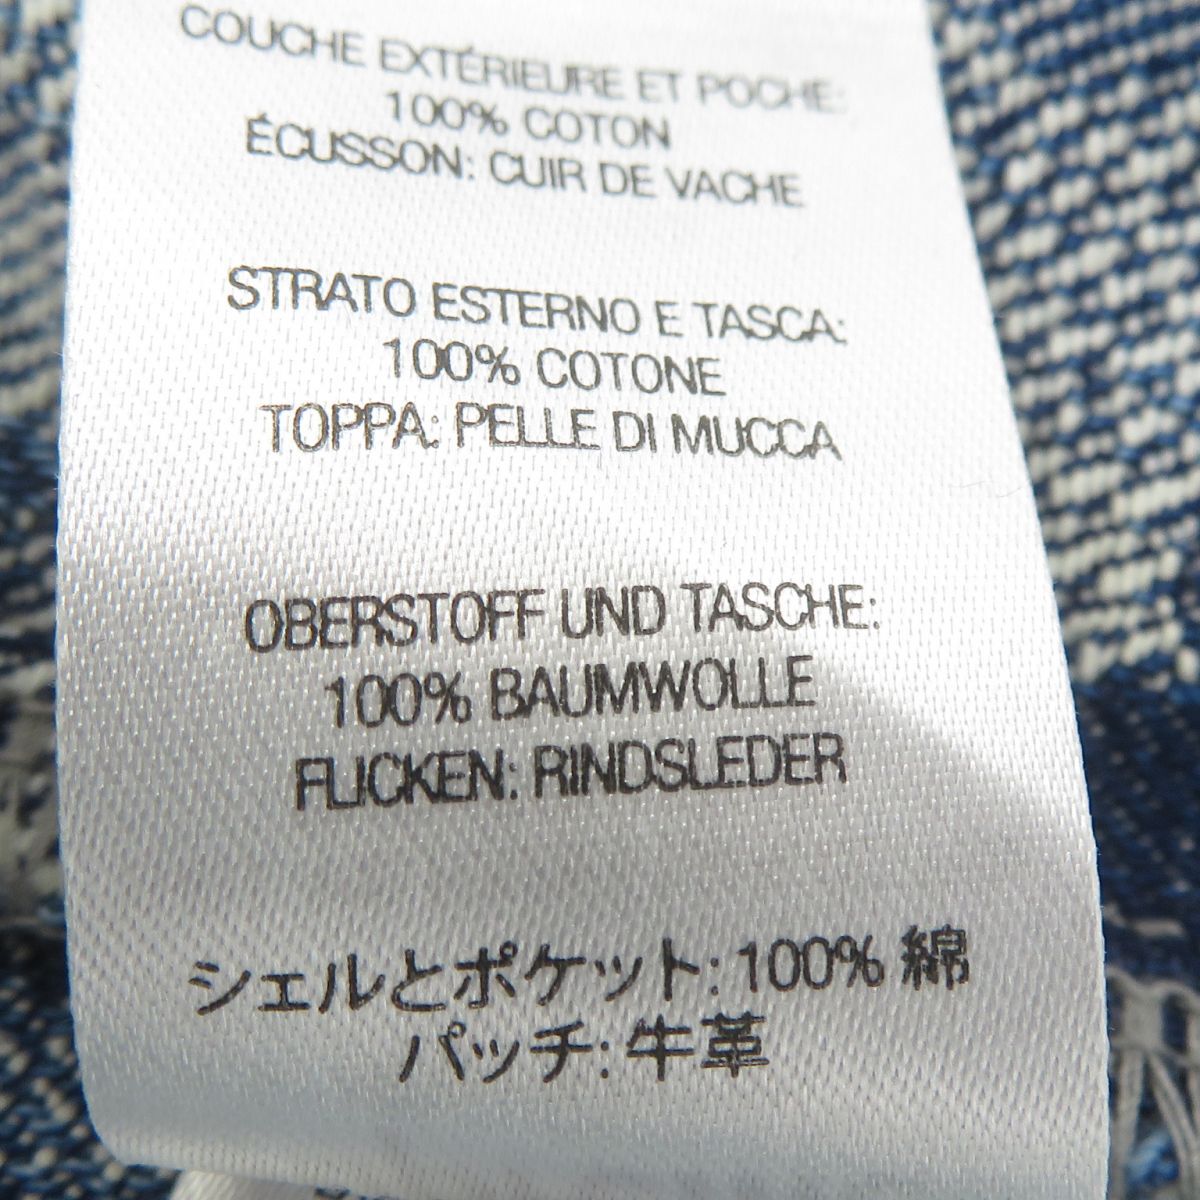 COUCHE EXTÉRIEURE ET POCHE:
100% COTON
ÉCUSSON: CUIR DE VACHE
STRATO ESTERNO E TASCA:
100% COTONE
TOPPA: PELLE DI MUCCA
OBERSTOFF UND TASCHE:
100% BAUMWOLLE
FLICKEN: RINDSLEDER
シェルとポケット: 100% 綿
パッチ: 牛革